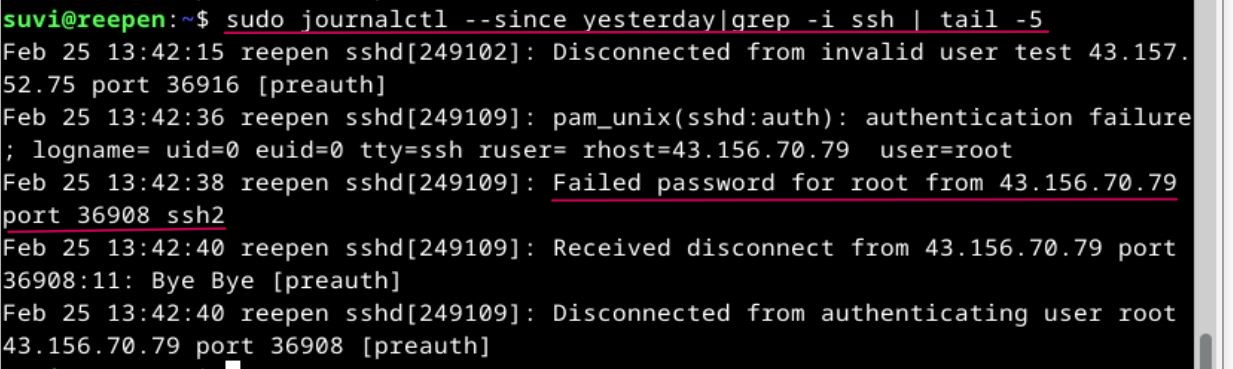 suvi@reepen:~$ sudo journalctl --since yesterday|grep -i ssh | tail -5
Feb 25 13:42:15 reepen sshd[249102]: Disconnected from invalid user test 43.157.
52.75 port 36916 [preauth]
Feb 25 13:42:36 reepen sshd[249109]: pam_unix(sshd:auth): authentication failure
; logname= uid=0 euid=0 tty=ssh ruser= rhost=43.156.70.79  user=root
Feb 25 13:42:38 reepen sshd[249109]: Failed password for root from 43.156.70.79
port 36908 ssh2
Feb 25 13:42:40 reepen sshd[249109]: Received disconnect from 43.156.70.79 port
36908:11: Bye Bye [preauth]
Feb 25 13:42:40 reepen sshd[249109]: Disconnected from authenticating user root
43.156.70.79 port 36908 [preauth]